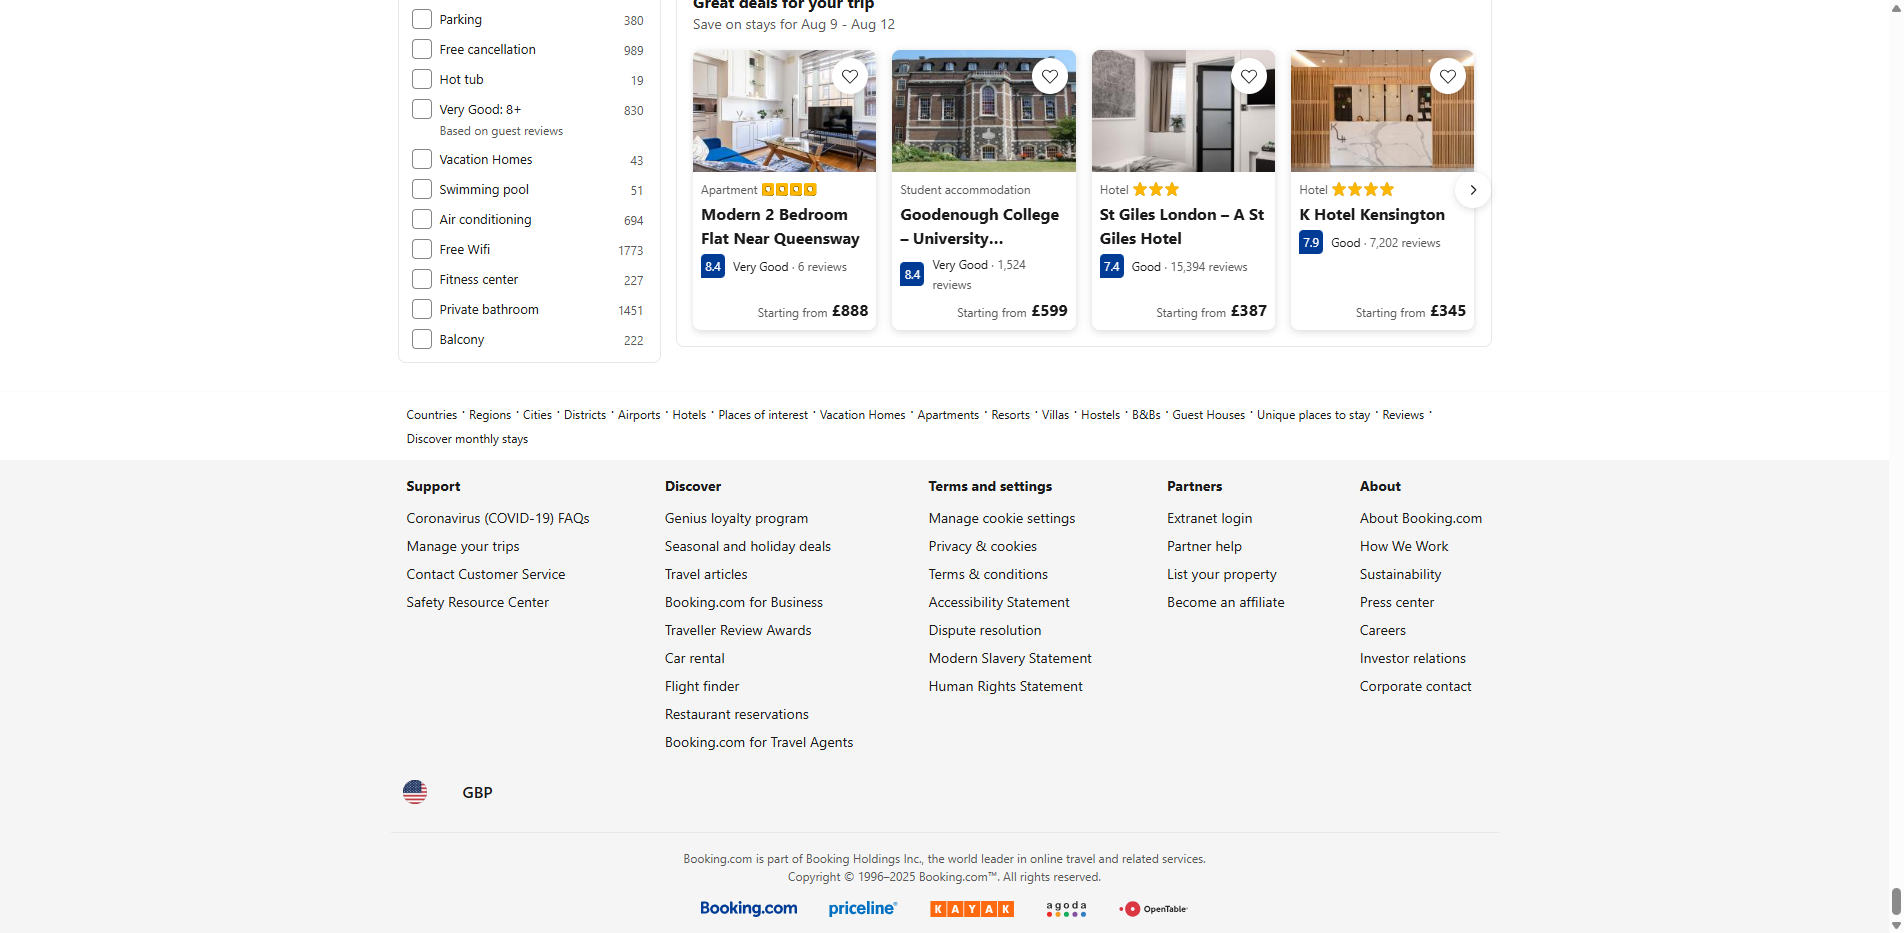 Parking 380
Free cancellation 989
Hot tub 19
Very Good: 8+ 830
Based on guest reviews
Vacation Homes 43
Swimming pool 51
Air conditioning 694
Free Wifi 1773
Fitness center 227
Private bathroom 1451
Balcony 222
Great deals for your trip
Save on stays for Aug 9 - Aug 12
Apartment
Modern 2 Bedroom
Flat Near Queensway
8.4 Very Good · 6 reviews
Starting from £888
Student accommodation
Goodenough College
– University...
8.4 Very Good · 1,524
reviews
Starting from £599
Hotel
St Giles London – A St
Giles Hotel
7.4 Good · 15,394 reviews
Starting from £387
Hotel
K Hotel Kensington
7.9 Good · 7,202 reviews
Starting from £345
Countries · Regions · Cities · Districts · Airports · Hotels · Places of interest · Vacation Homes · Apartments · Resorts · Villas · Hostels · B&Bs · Guest Houses · Unique places to stay · Reviews ·
Discover monthly stays
Support
Coronavirus (COVID-19) FAQs
Manage your trips
Contact Customer Service
Safety Resource Center
Discover
Genius loyalty program
Seasonal and holiday deals
Travel articles
Booking.com for Business
Traveller Review Awards
Car rental
Flight finder
Restaurant reservations
Booking.com for Travel Agents
Terms and settings
Manage cookie settings
Privacy & cookies
Terms & conditions
Accessibility Statement
Dispute resolution
Modern Slavery Statement
Human Rights Statement
Partners
Extranet login
Partner help
List your property
Become an affiliate
About
About Booking.com
How We Work
Sustainability
Press center
Careers
Investor relations
Corporate contact
GBP
Booking.com is part of Booking Holdings Inc., the world leader in online travel and related services.
Copyright © 1996–2025 Booking.com™. All rights reserved.
Booking.com priceline® KAYAK agoda OpenTable®